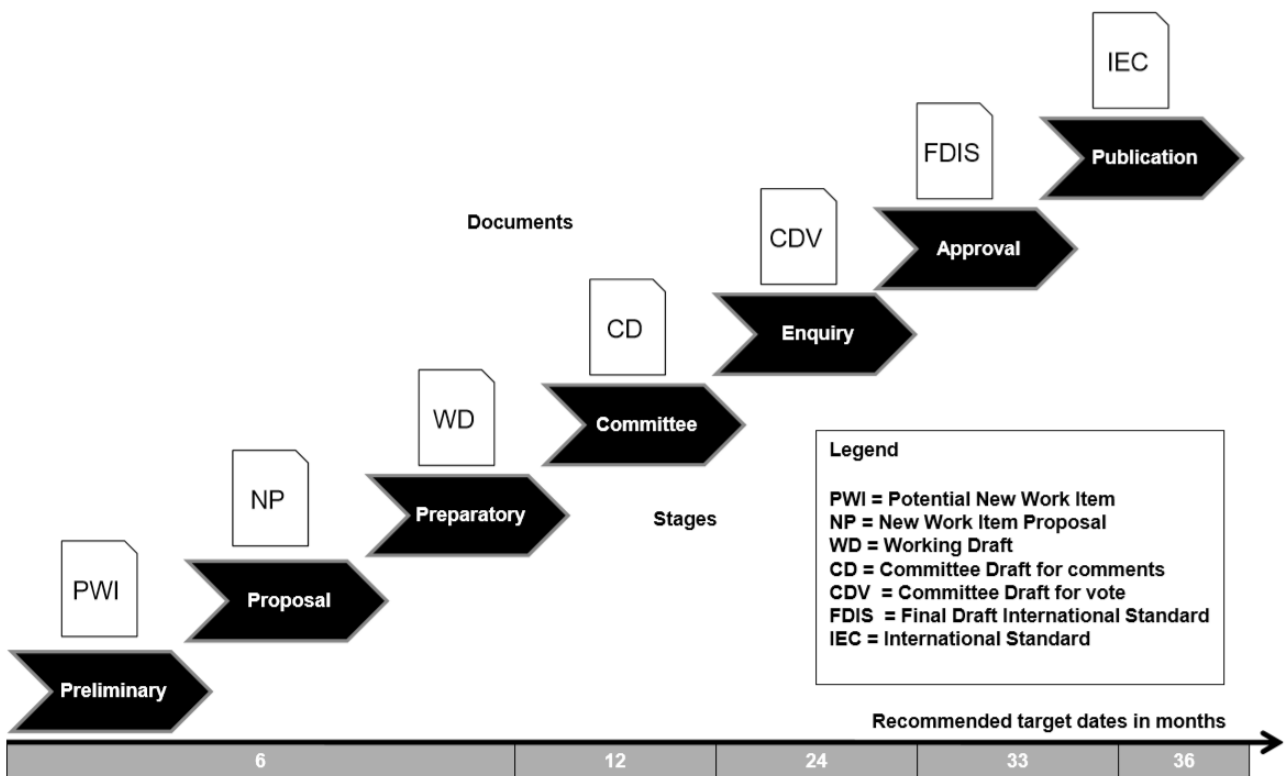 IEC
Publication
FDIS
Approval
Documents
CDV
Enquiry
CD
Committee
WD
Preparatory
Stages
NP
Proposal
PWI
Preliminary
Legend
PWI = Potential New Work Item
NP = New Work Item Proposal
WD = Working Draft
CD = Committee Draft for comments
CDV  = Committee Draft for vote
FDIS  = Final Draft International Standard
IEC = International Standard
Recommended target dates in months
6 12 24 33 36